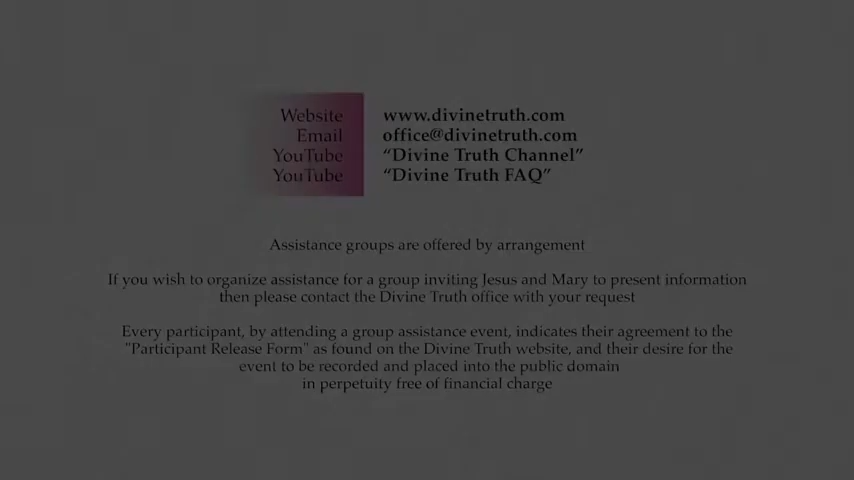 Website www.divinetruth.com
Email office@divinetruth.com
YouTube “Divine Truth Channel”
YouTube “Divine Truth FAQ”
Assistance groups are offered by arrangement
If you wish to organize assistance for a group inviting Jesus and Mary to present information
then please contact the Divine Truth office with your request
Every participant, by attending a group assistance event, indicates their agreement to the
"Participant Release Form" as found on the Divine Truth website, and their desire for the
event to be recorded and placed into the public domain
in perpetuity free of financial charge